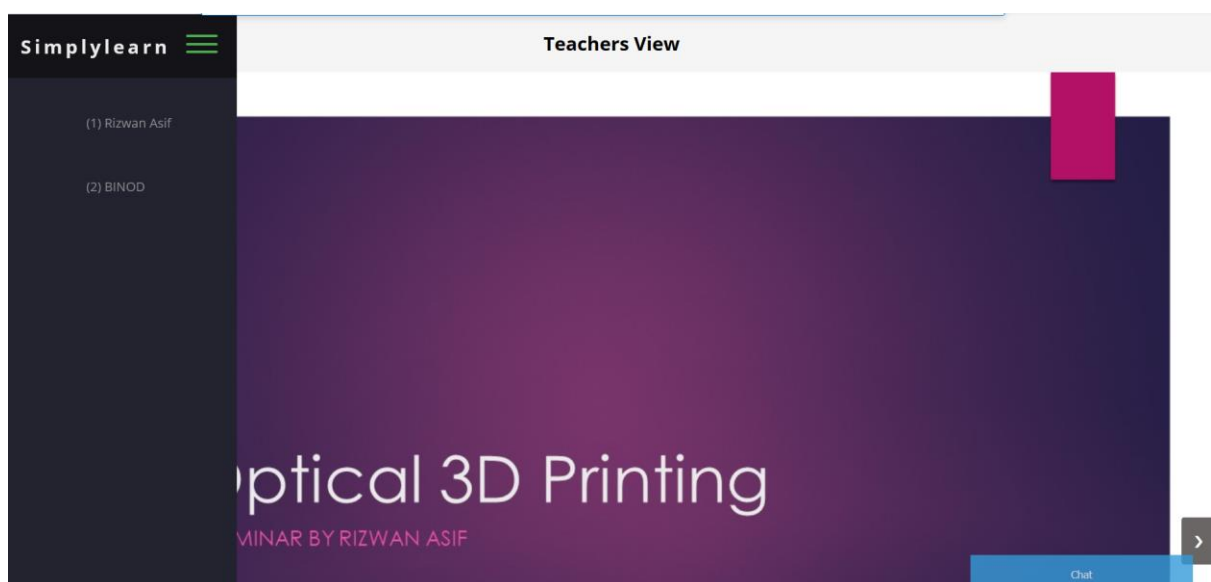 Simplylearn
Teachers View
(1) Rizwan Asif
(2) BINOD
ptical 3D Printing
MINAR BY RIZWAN ASIF
Chat